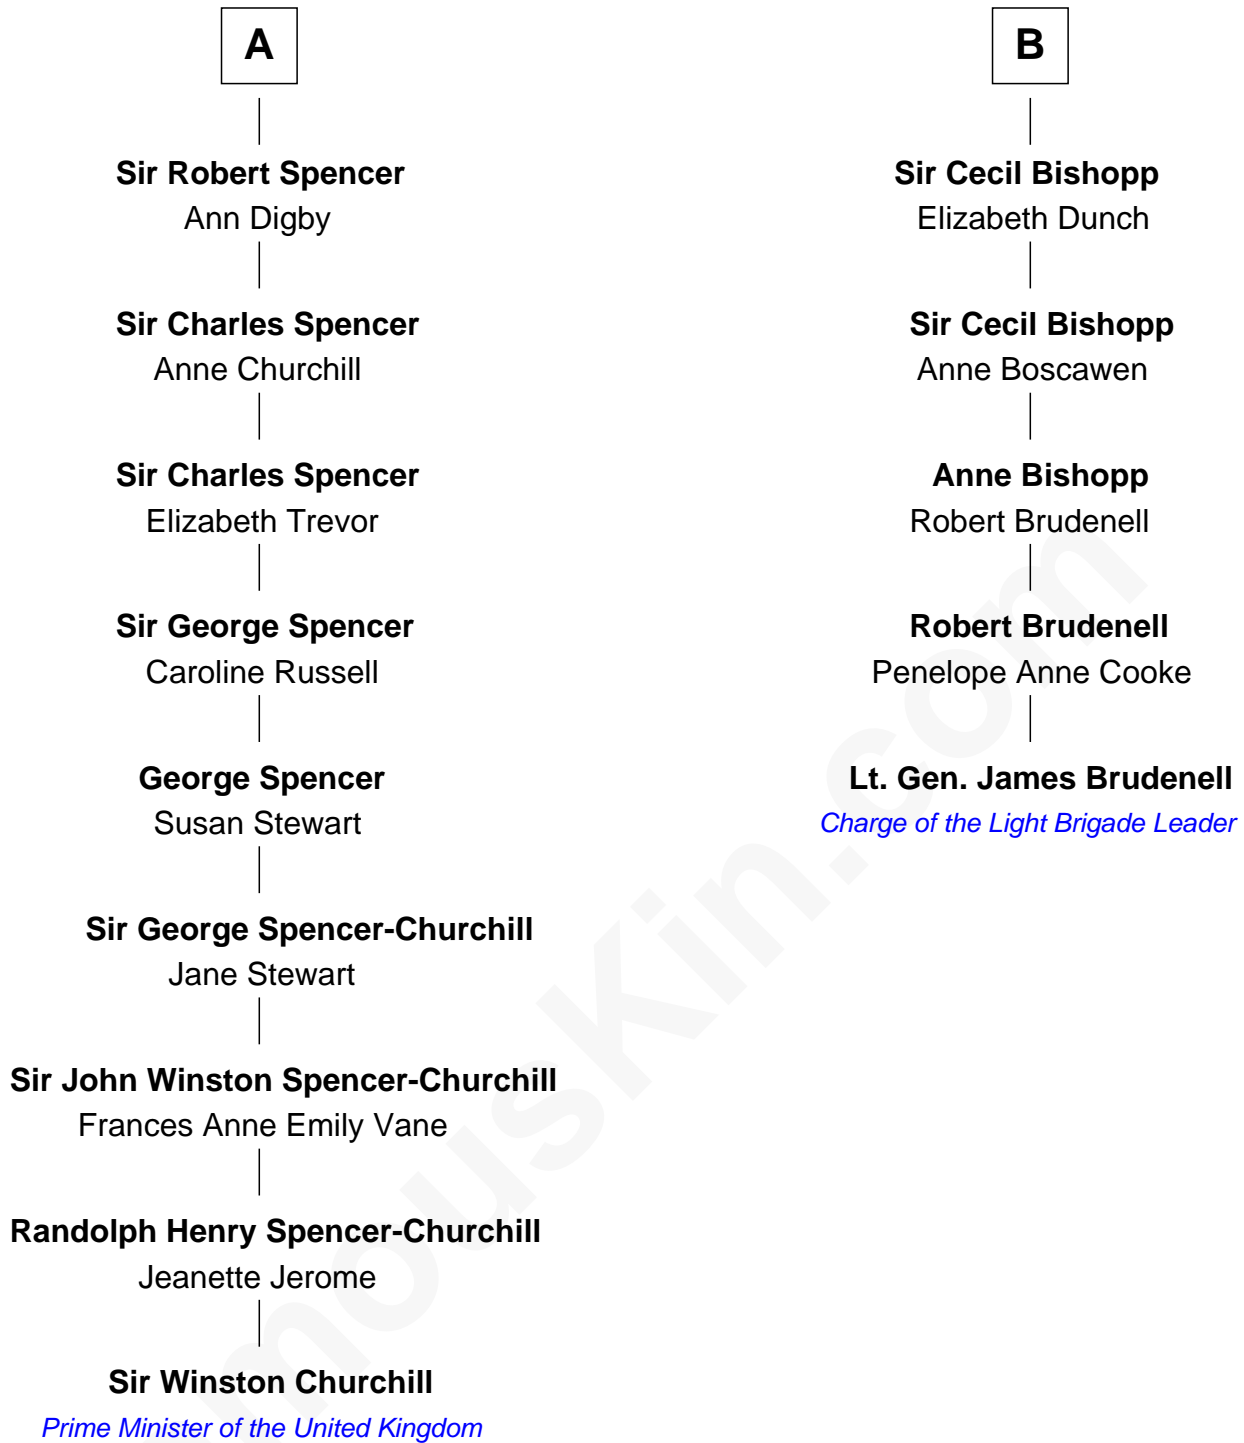 A
Sir Robert Spencer
Ann Digby
Sir Charles Spencer
Anne Churchill
Sir Charles Spencer
Elizabeth Trevor
Sir George Spencer
Caroline Russell
George Spencer
Susan Stewart
Sir George Spencer-Churchill
Jane Stewart
Sir John Winston Spencer-Churchill
Frances Anne Emily Vane
Randolph Henry Spencer-Churchill
Jeanette Jerome
Sir Winston Churchill
Prime Minister of the United Kingdom
B
Sir Cecil Bishopp
Elizabeth Dunch
Sir Cecil Bishopp
Anne Boscawen
Anne Bishopp
Robert Brudenell
Robert Brudenell
Penelope Anne Cooke
Lt. Gen. James Brudenell
Charge of the Light Brigade Leader
mousKin.com